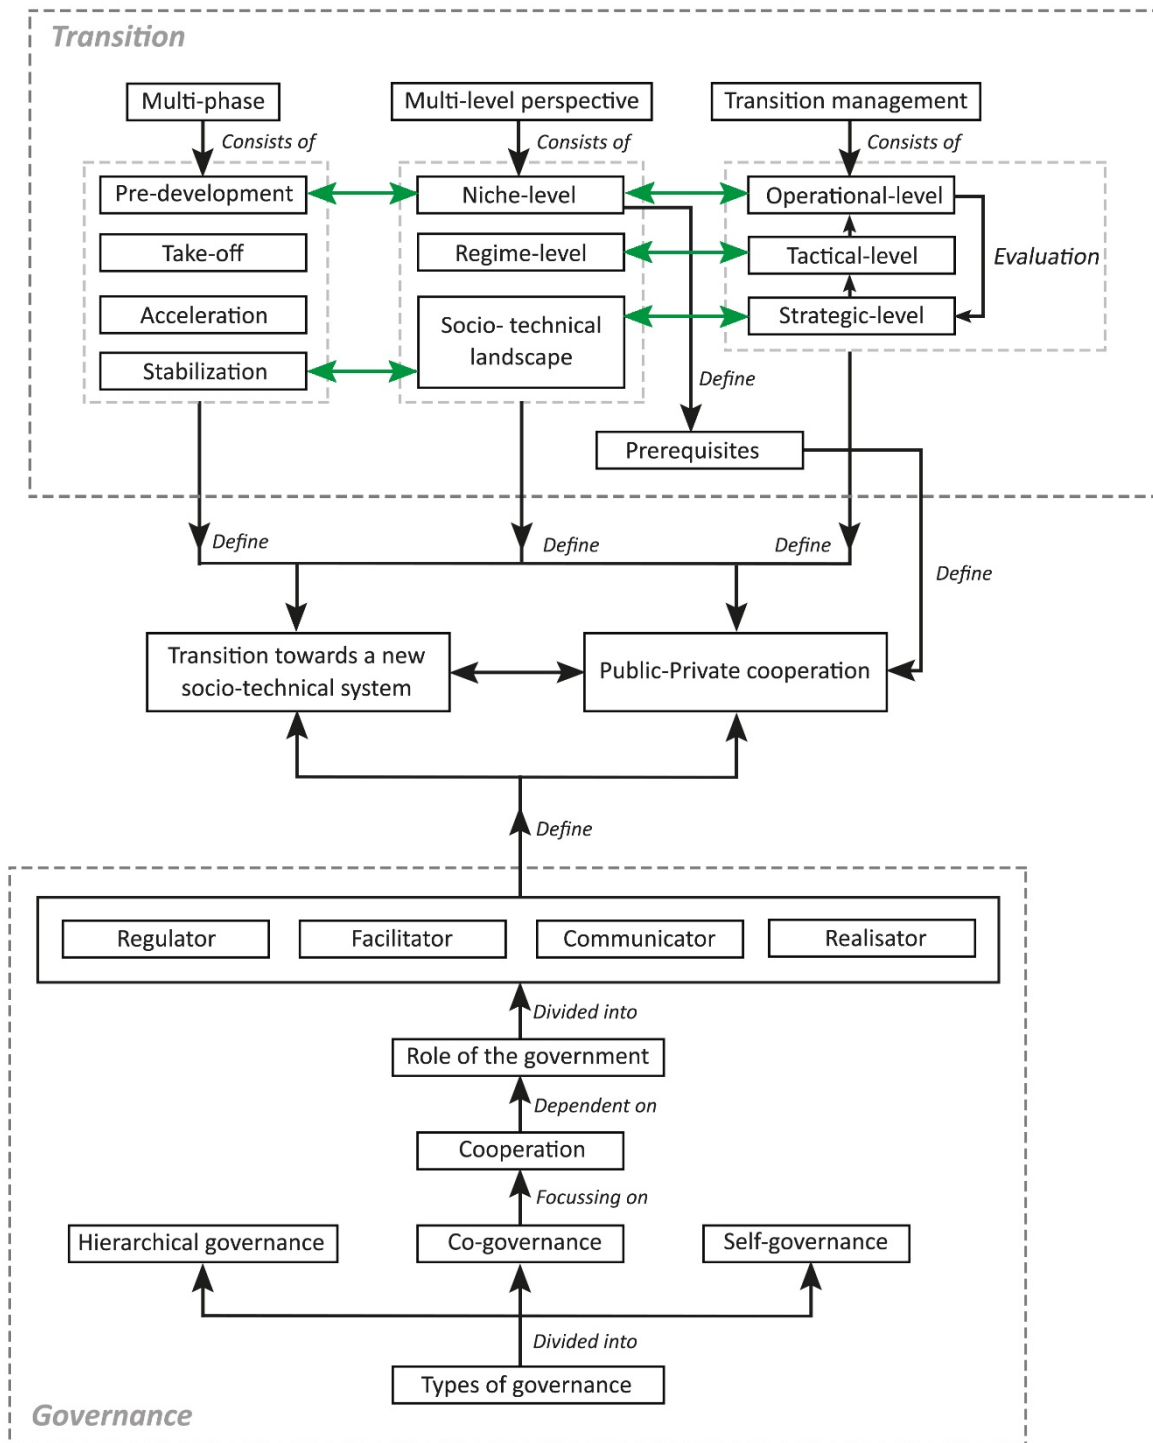 Transition
Multi-phase
Multi-level perspective
Transition management
Consists of
Consists of
Consists of
Pre-development
Niche-level
Operational-level
Take-off
Regime-level
Tactical-level
Evaluation
Acceleration
Socio- technical
landscape
Strategic-level
Stabilization
Define
Prerequisites
Define
Define
Define
Define
Transition towards a new
socio-technical system
Public-Private cooperation
Define
Regulator
Facilitator
Communicator
Realisator
Divided into
Role of the government
Dependent on
Cooperation
Focussing on
Hierarchical governance
Co-governance
Self-governance
Divided into
Types of governance
Governance